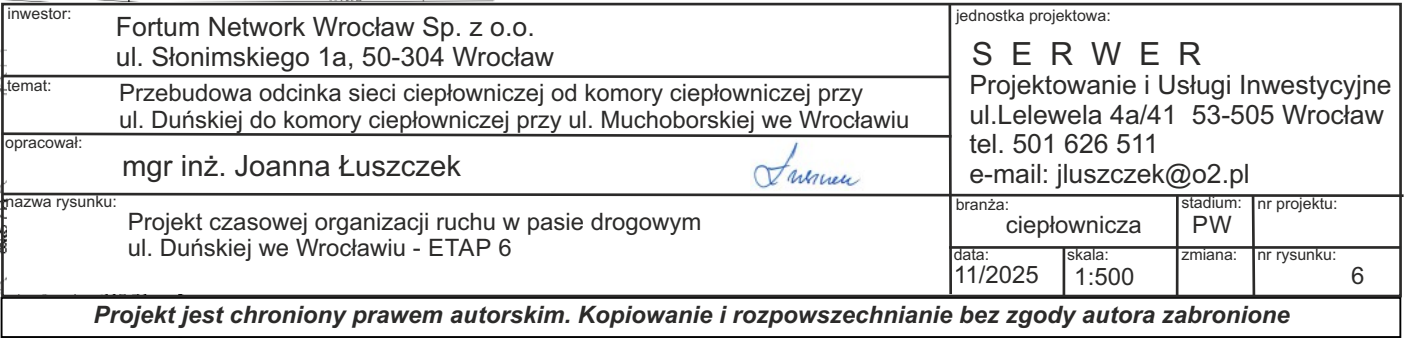 inwestor:
Fortum Network Wrocław Sp. z o.o.
ul. Słonimskiego 1a, 50-304 Wrocław
temat:
Przebudowa odcinka sieci ciepłowniczej od komory ciepłowniczej przy
ul. Duńskiej do komory ciepłowniczej przy ul. Muchoborskiej we Wrocławiu
opracował:
mgr inż. Joanna Łuszczek
nazwa rysunku:
Projekt czasowej organizacji ruchu w pasie drogowym
ul. Duńskiej we Wrocławiu - ETAP 6
jednostka projektowa:
S E R W E R
Projektowanie i Usługi Inwestycyjne
ul.Lelewela 4a/41 53-505 Wrocław
tel. 501 626 511
e-mail: jluszczek@o2.pl
branża:
ciepłownicza
stadium:
PW
nr projektu:
data:
11/2025
skala:
1:500
zmiana:
nr rysunku:
6
Projekt jest chroniony prawem autorskim. Kopiowanie i rozpowszechnianie bez zgody autora zabronione